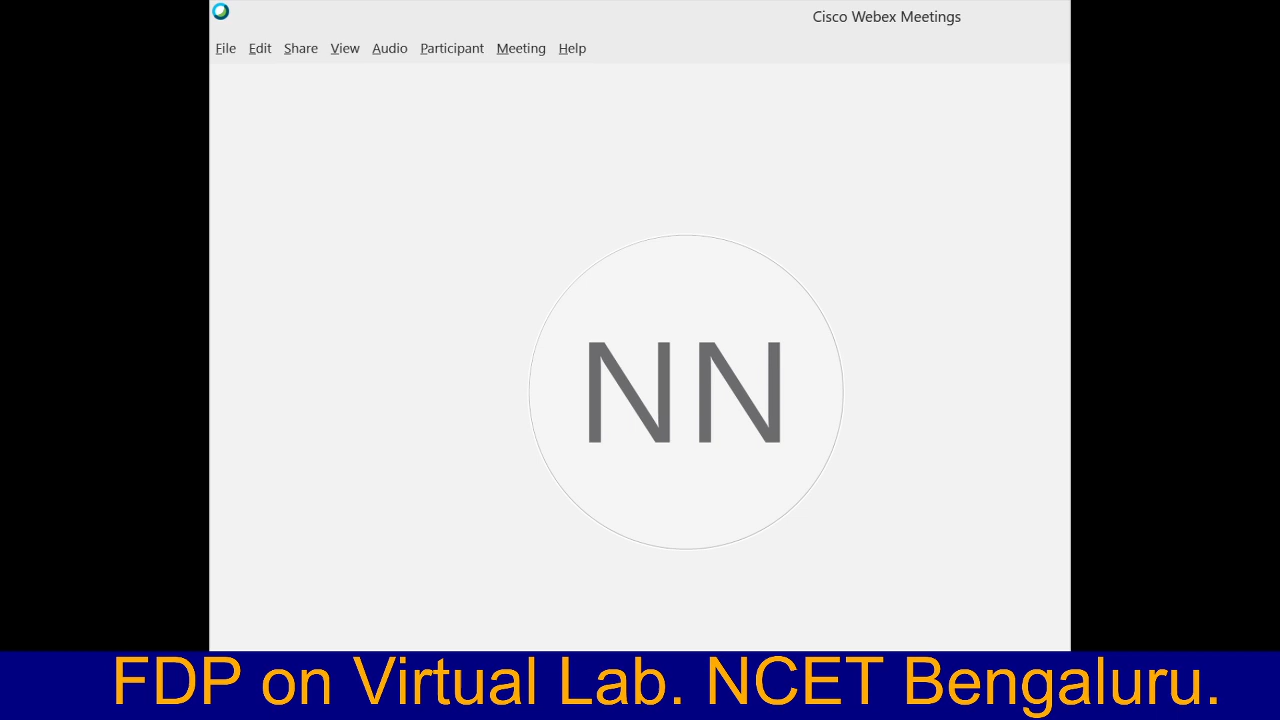 Cisco Webex Meetings
File Edit Share View Audio Participant Meeting Help
NN
FDP on Virtual Lab. NCET Bengaluru.